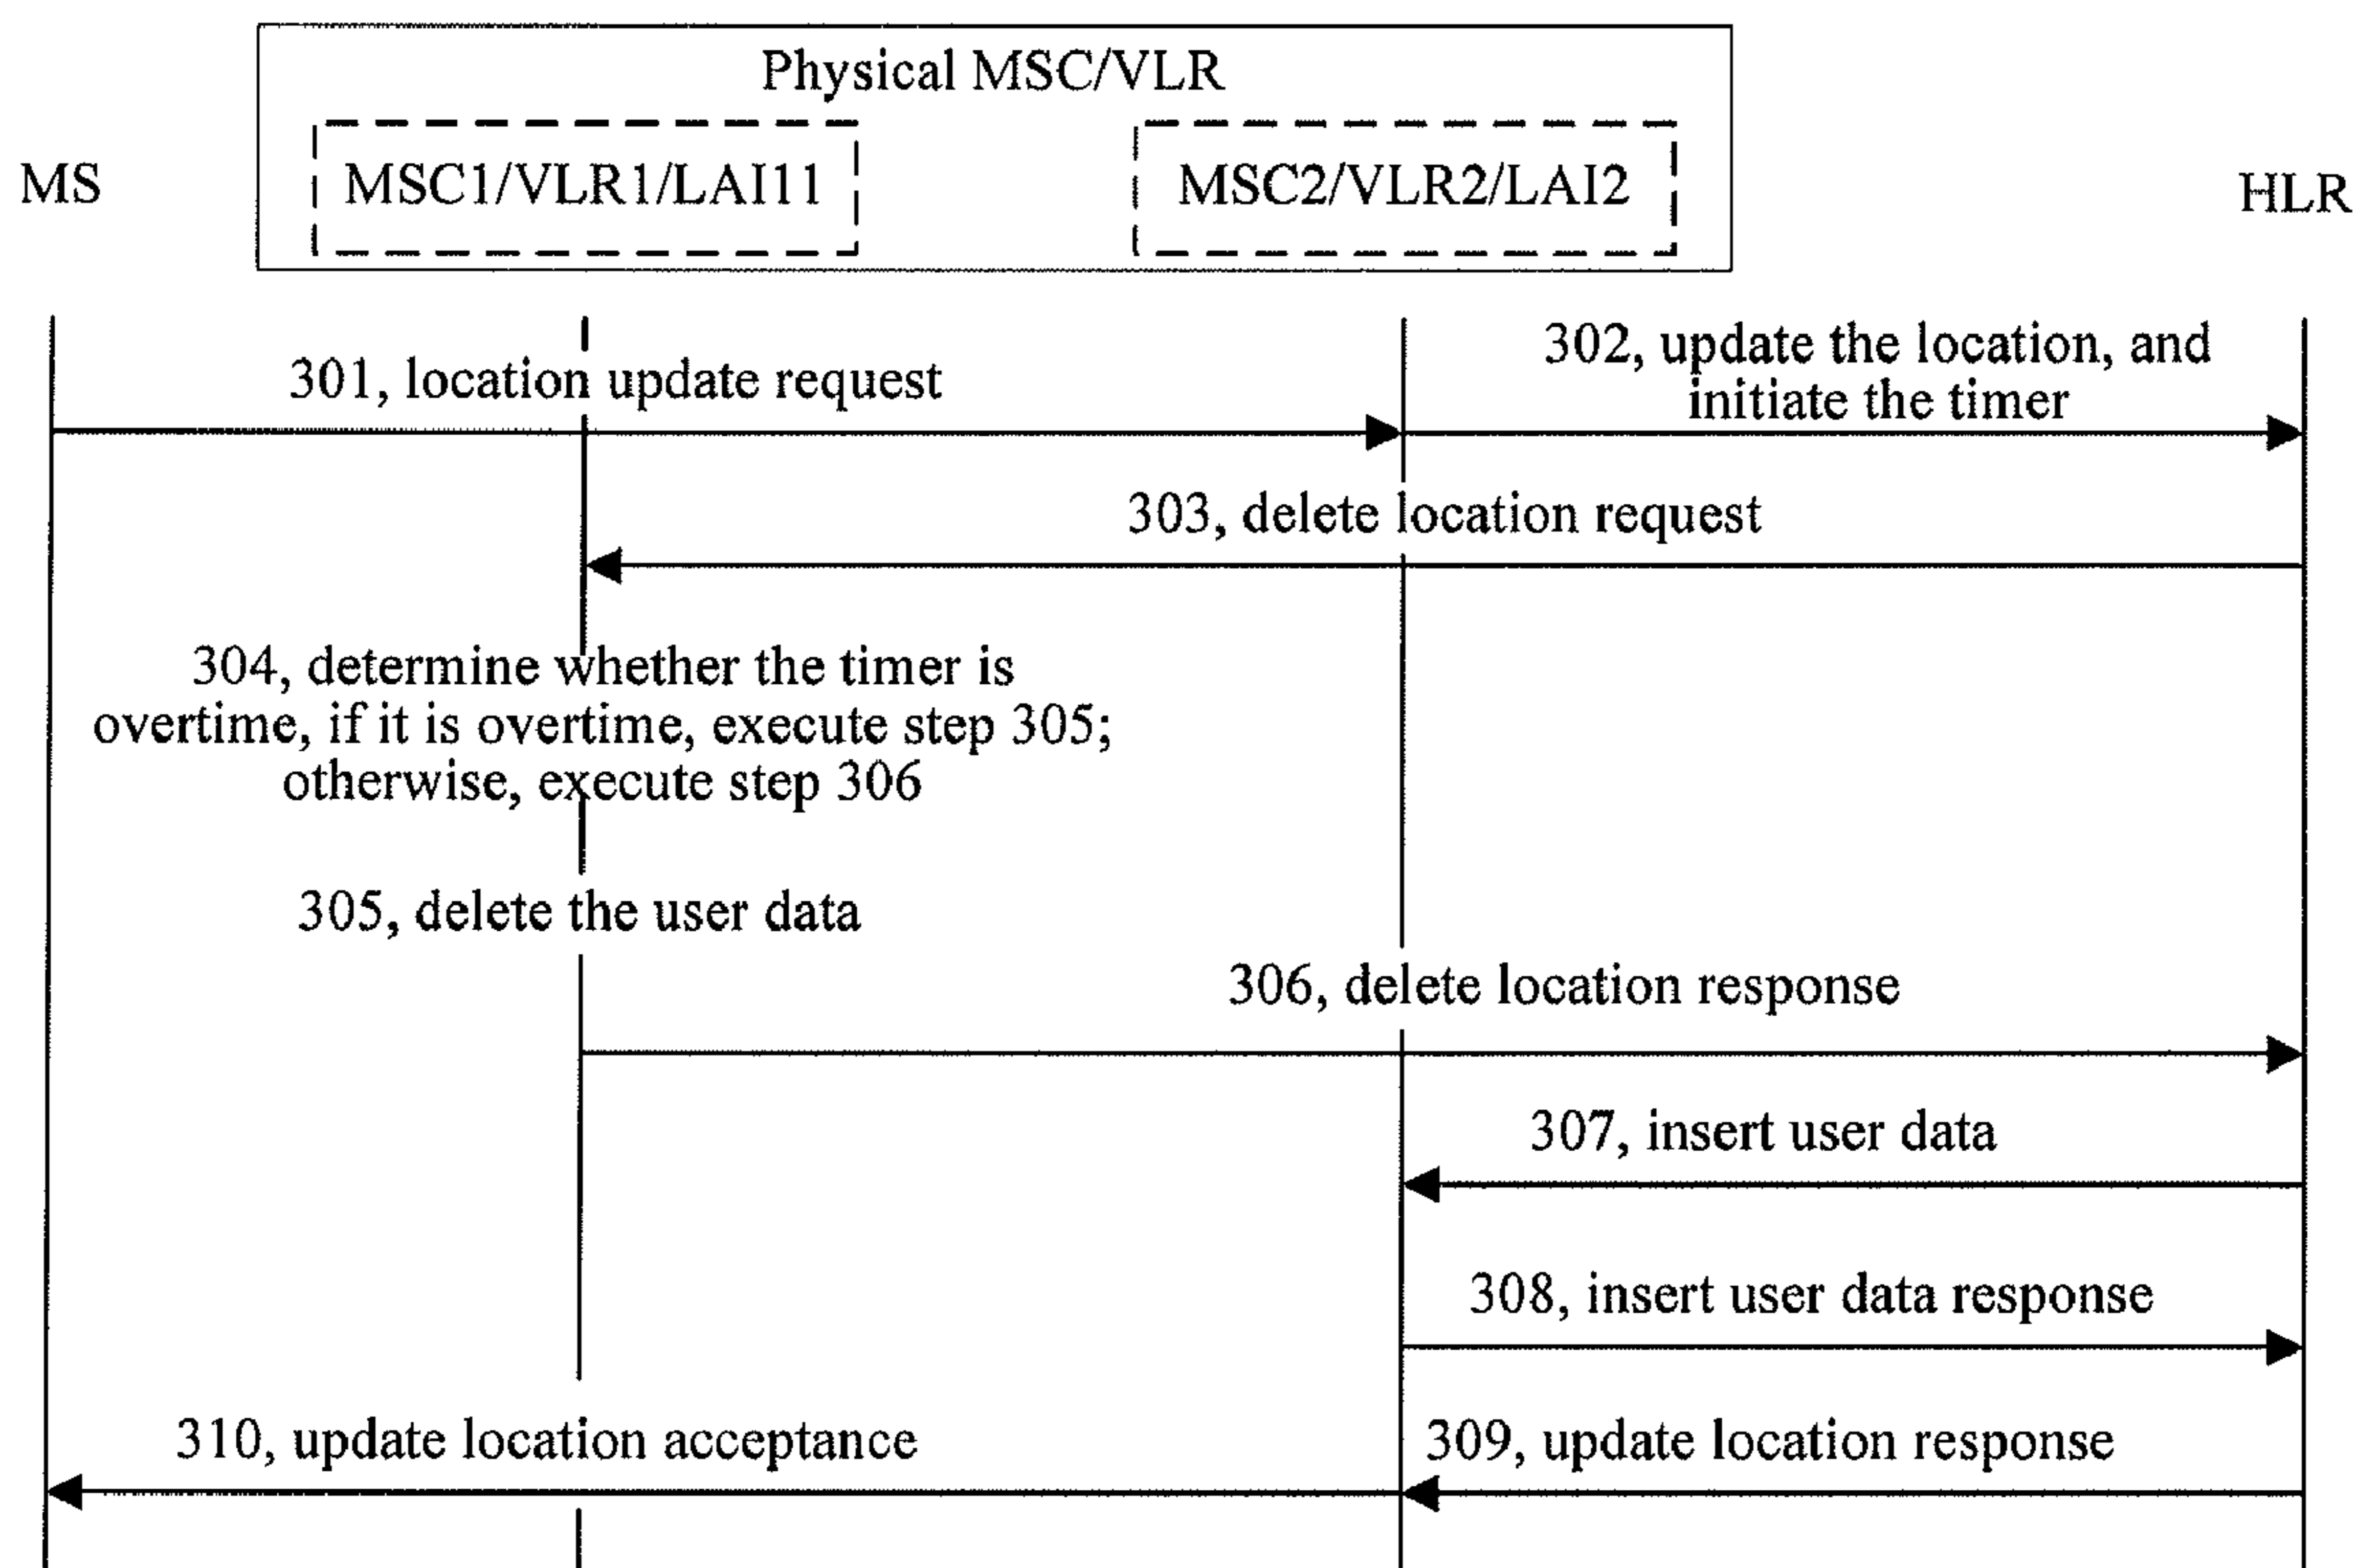 Physical MSC/VLR
MS
MSC1/VLR1/LAI11
MSC2/VLR2/LAI2
HLR
302, update the location, and
initiate the timer
301, location update request
303, delete location request
304, determine whether the timer is
overtime, if it is overtime, execute step 305;
otherwise, execute step 306
305, delete the user data
306, delete location response
307, insert user data
308, insert user data response
310, update location acceptance
309, update location response